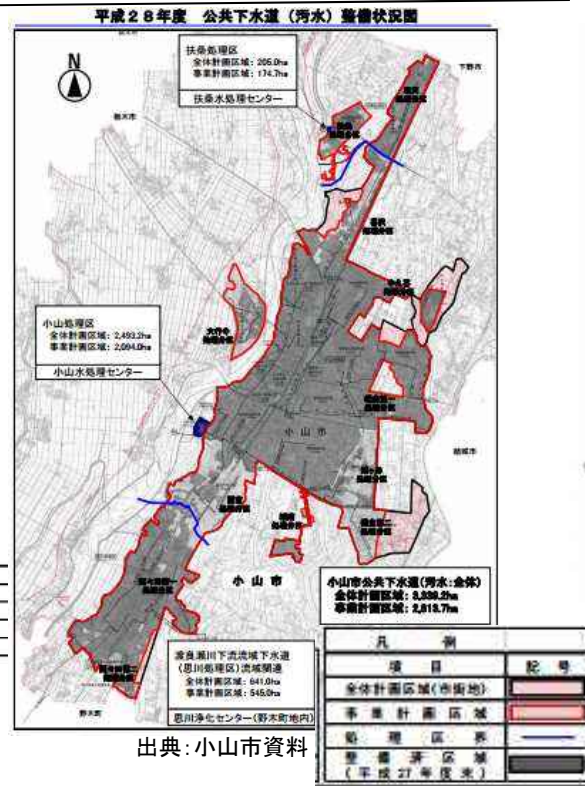 平成28年度 公共下水道(汚水)整備状況図
N
扶桑処理区
全体計画区域: 205.0ha
事業計画区域: 174.7ha
扶桑水処理センター
下野市
栃木市
小山処理区
全体計画区域: 2,493.2ha
事業計画区域: 2,094.0ha
小山水処理センター
大行寺
処理分区
小山市
結城市
小山市
小山市公共下水道(汚水:全体)
全体計画区域: 3,339.2ha
事業計画区域: 2,813.7ha
渡良瀬川下流流域下水道
(思川処理区)流域関連
全体計画区域: 641.0ha
事業計画区域: 545.0ha
思川浄化センター(野木町地内)
野木町
出典:小山市資料
凡 例
項 目 記 号
全体計画区域(市街地)
事業計画区域
処理区界
整備済区域
(平成27年度末)